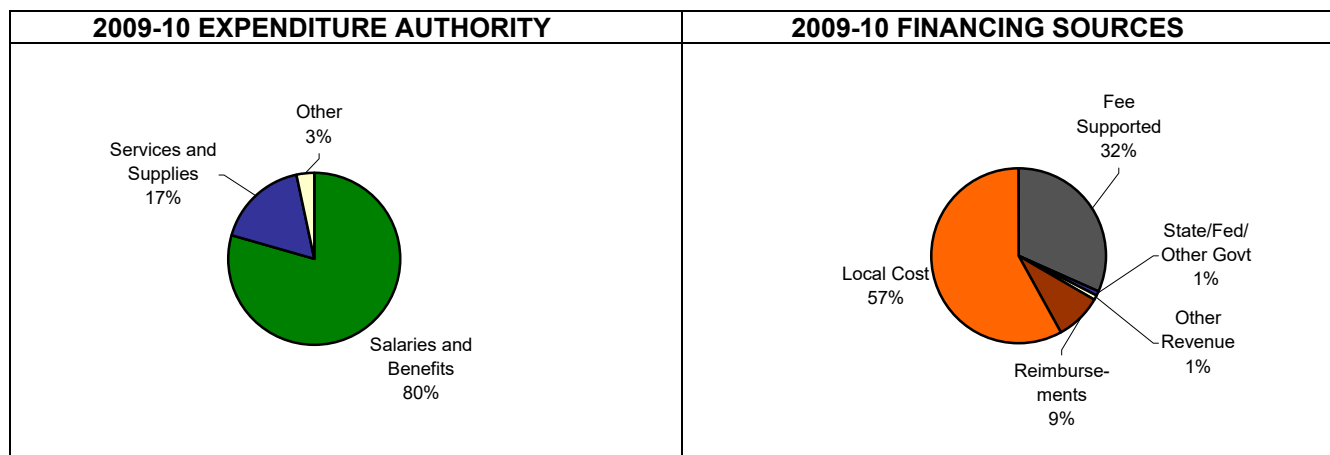 2009-10 EXPENDITURE AUTHORITY
Other
3%
Services and
Supplies
17%
Salaries and
Benefits
80%
2009-10 FINANCING SOURCES
Fee
Supported
32%
State/Fed/
Other Govt
1%
Other
Revenue
1%
Reimburse-
ments
9%
Local Cost
57%